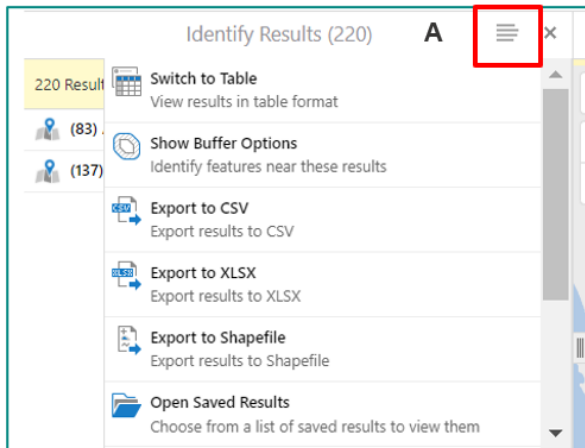 Identify Results (220) A
220 Result
Switch to Table
View results in table format
(83)
Show Buffer Options
Identify features near these results
(137)
CSV
Export to CSV
Export results to CSV
XLSX
Export to XLSX
Export results to XLSX
Export to Shapefile
Export results to Shapefile
Open Saved Results
Choose from a list of saved results to view them